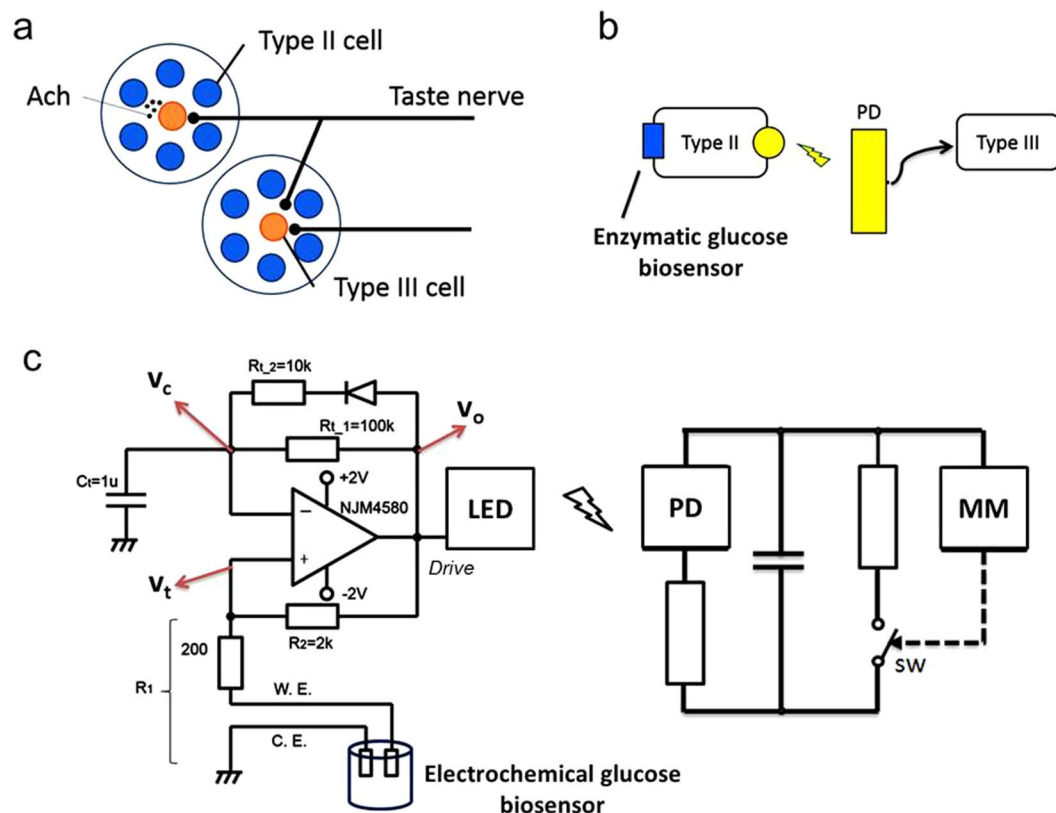 a
Type II cell
Ach
Taste nerve
Type III cell
b
PD
Type II
Type III
Enzymatic glucose
biosensor
c
Rt_2=10k
Vc
Vo
Rt_1=100k
Ct=1u
+2V
NJM4580
−
+
LED
Drive
Vt
-2V
R2=2k
200
R1
W. E.
C. E.
Electrochemical glucose
biosensor
PD
MM
SW